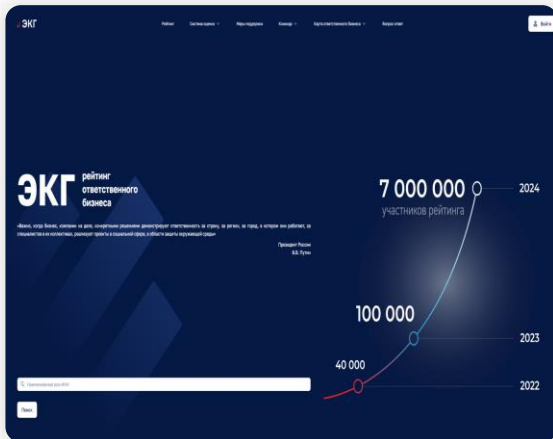 ЭКГ
Рейтинг Система оценки Меры поддержки Команда Карта ответственного бизнеса Вопрос-ответ
Войти
ЭКГ рейтинг
ответственного
бизнеса
«Важно, когда бизнес, компании на деле, конкретными решениями демонстрируют ответственность за страну, за регион, за город, в котором они работают, за
специалистов в их коллективах, реализуют проекты в социальной сфере, в области защиты окружающей среды»
Президент России
В.В. Путин
7 000 000
участников рейтинга
2024
100 000
2023
40 000
2022
Поиск